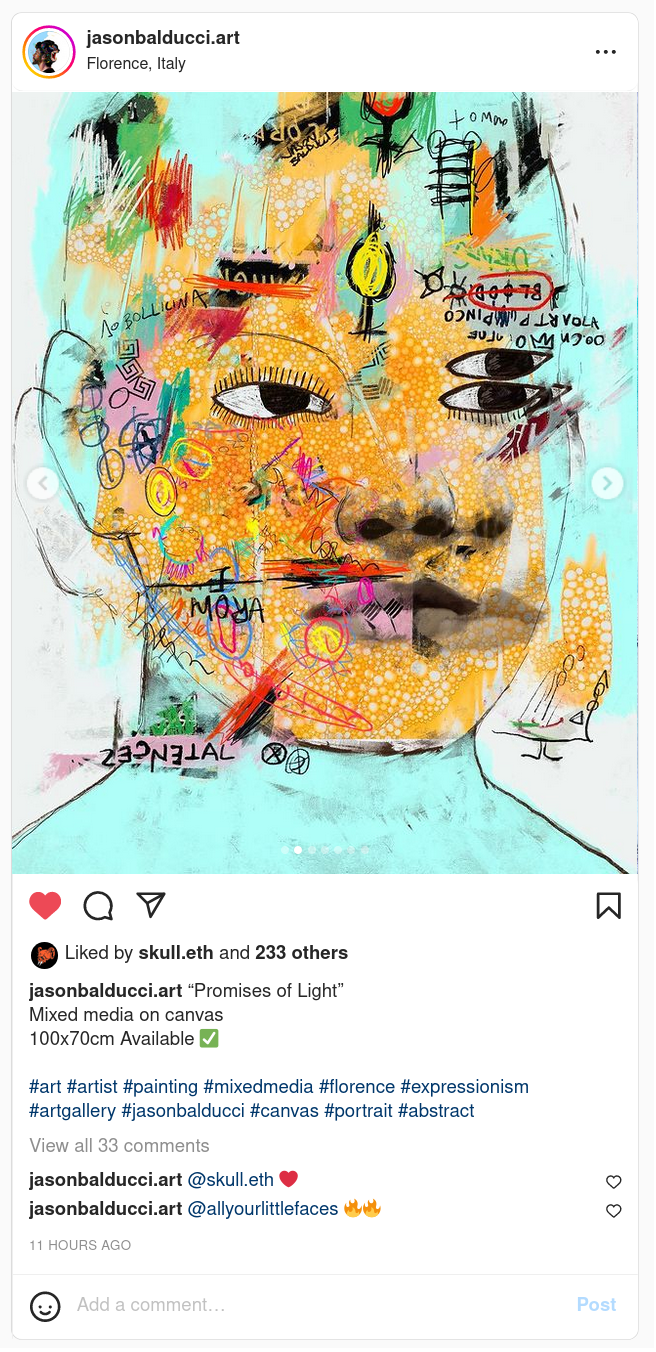 jasonbalducci.art
Florence, Italy
BLOOD
jasonbalducci.art “Promises of Light”
Liked by skull.eth and 233 others
Mixed media on canvas
100x70cm Available ✅
#art #artist #painting #mixedmedia #florence #expressionism
#artgallery #jasonbalducci #canvas #portrait #abstract
View all 33 comments
jasonbalducci.art @skull.eth ❤️
jasonbalducci.art @allyourlittlefaces 🔥🔥
11 HOURS AGO
Add a comment…
Post